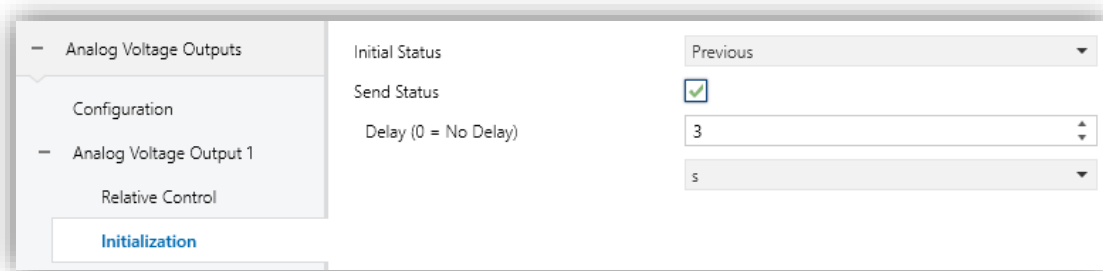 Analog Voltage Outputs
Configuration
Analog Voltage Output 1
Relative Control
Initialization
Initial Status Previous
Send Status
Delay (0 = No Delay) 3
s